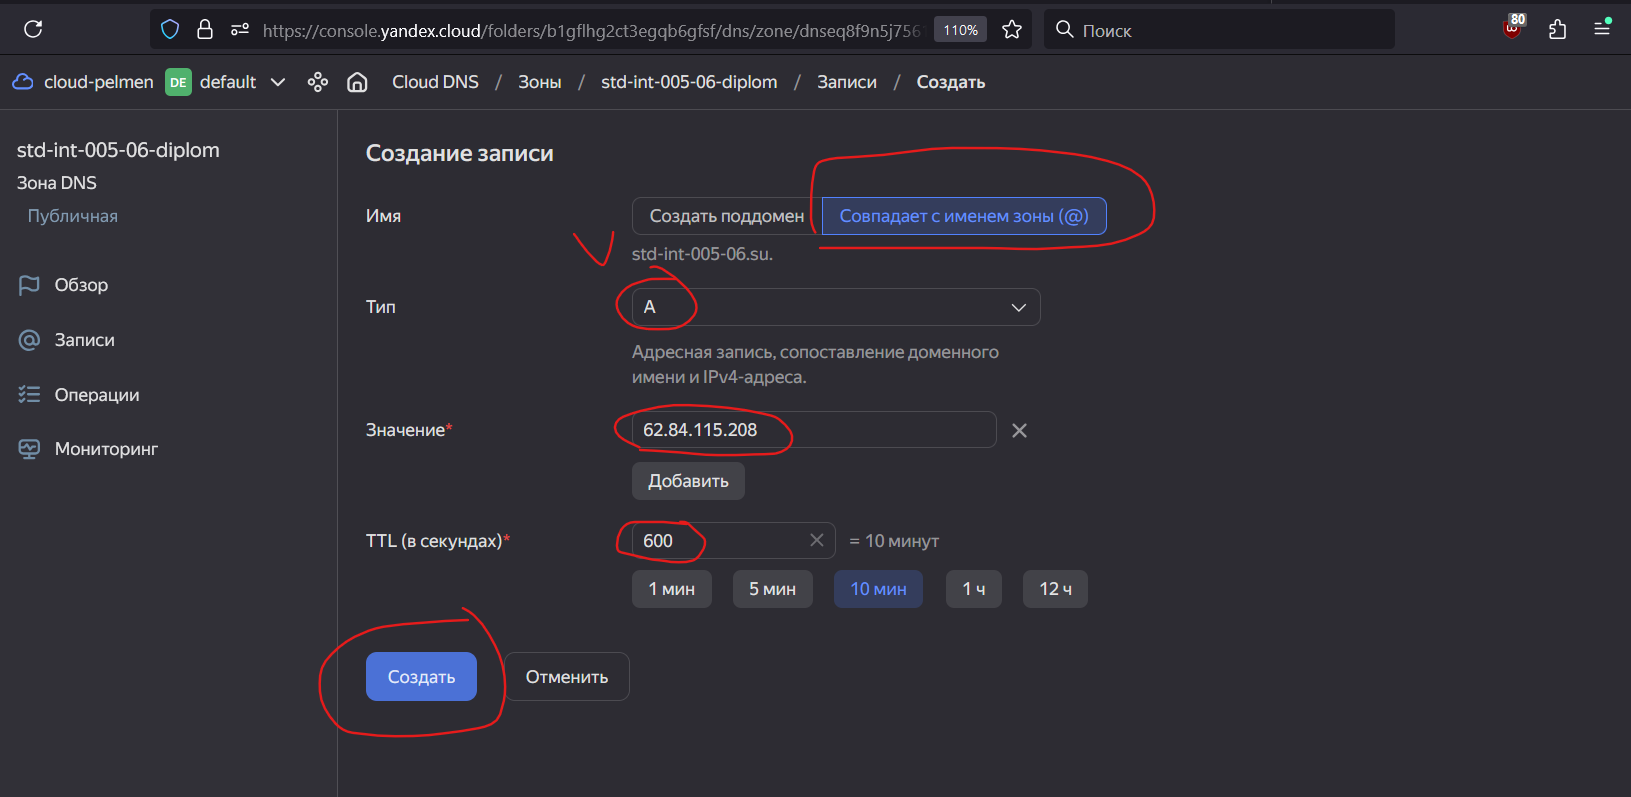 https://console.yandex.cloud/folders/b1gflhg2ct3egqb6gfsf/dns/zone/dnseq8f9n5j756 110% Поиск 80
cloud-pelmen DE default Cloud DNS / Зоны / std-int-005-06-diplom / Записи / Создать
std-int-005-06-diplom
Зона DNS
Публичная
Обзор
Записи
Операции
Мониторинг
Создание записи
Имя
Создать поддомен Совпадает с именем зоны (@)
std-int-005-06.su.
Тип
A
Адресная запись, сопоставление доменного
имени и IPv4-адреса.
Значение*
62.84.115.208
Добавить
TTL (в секундах)*
600 = 10 минут
1 мин 5 мин 10 мин 1 ч 12 ч
Создать Отменить